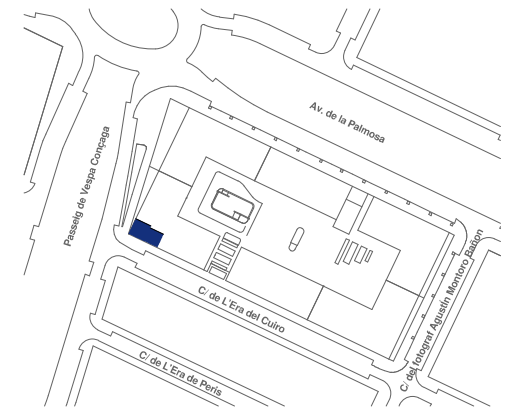 Av. de la Palmosa
Passeig de Vespa Conçaga
C/ del fotograf Agustín Montoro Bañon
C/ de L'Era del Cuiro
C/ de L'Era de Peris